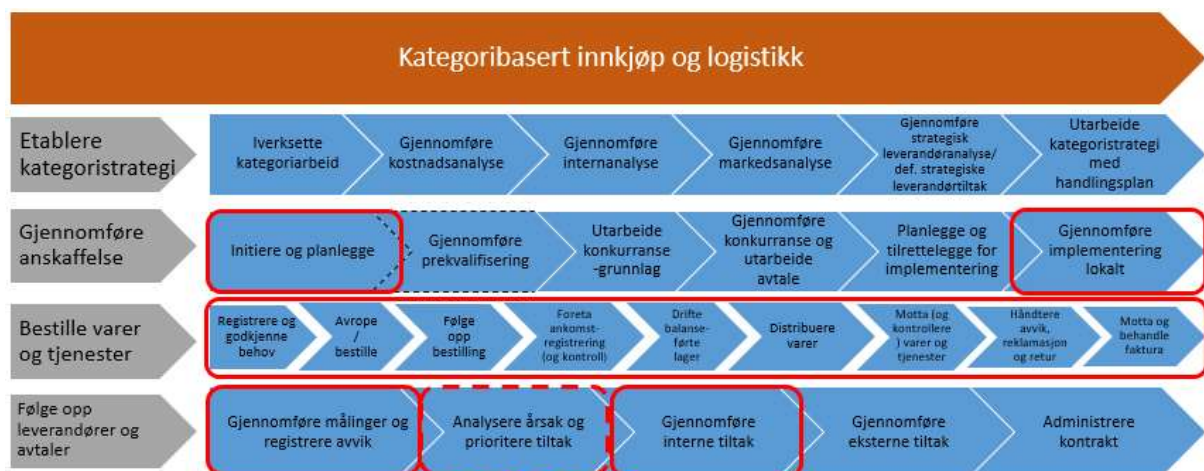 Kategoribasert innkjøp og logistikk
Etablere
kategoristrategi
Iverksette
kategoriarbeid
Gjennomføre
kostnadsanalyse
Gjennomføre
internanalyse
Gjennomføre
markedsanalyse
Gjennomføre
strategisk
leverandøranalyse/
def. strategiske
leverandørtiltak
Utarbeide
kategoristrategi
med
handlingsplan
Gjennomføre
anskaffelse
Initiere og planlegge
Gjennomføre
prekvalifisering
Utarbeide
konkurranse
-grunnlag
Gjennomføre
konkurranse og
utarbeide
avtale
Planlegge og
tilrettelegge for
implementering
Gjennomføre
implementering
lokalt
Bestille varer
og tjenester
Registrere og
godkjenne
behov
Avrope
/
bestille
Følge
opp
bestilling
Foreta
ankomst-
registrering
(og kontroll)
Drifte
balanse-
førte
lager
Distribuere
varer
Motta (og
kontrollere
) varer og
tjenester
Håndtere
avvik,
reklamasjon
og retur
Motta og
behandle
faktura
Følge opp
leverandører og
avtaler
Gjennomføre målinger og
registrere avvik
Analysere årsak og
prioritere tiltak
Gjennomføre
interne tiltak
Gjennomføre
eksterne tiltak
Administrere
kontrakt